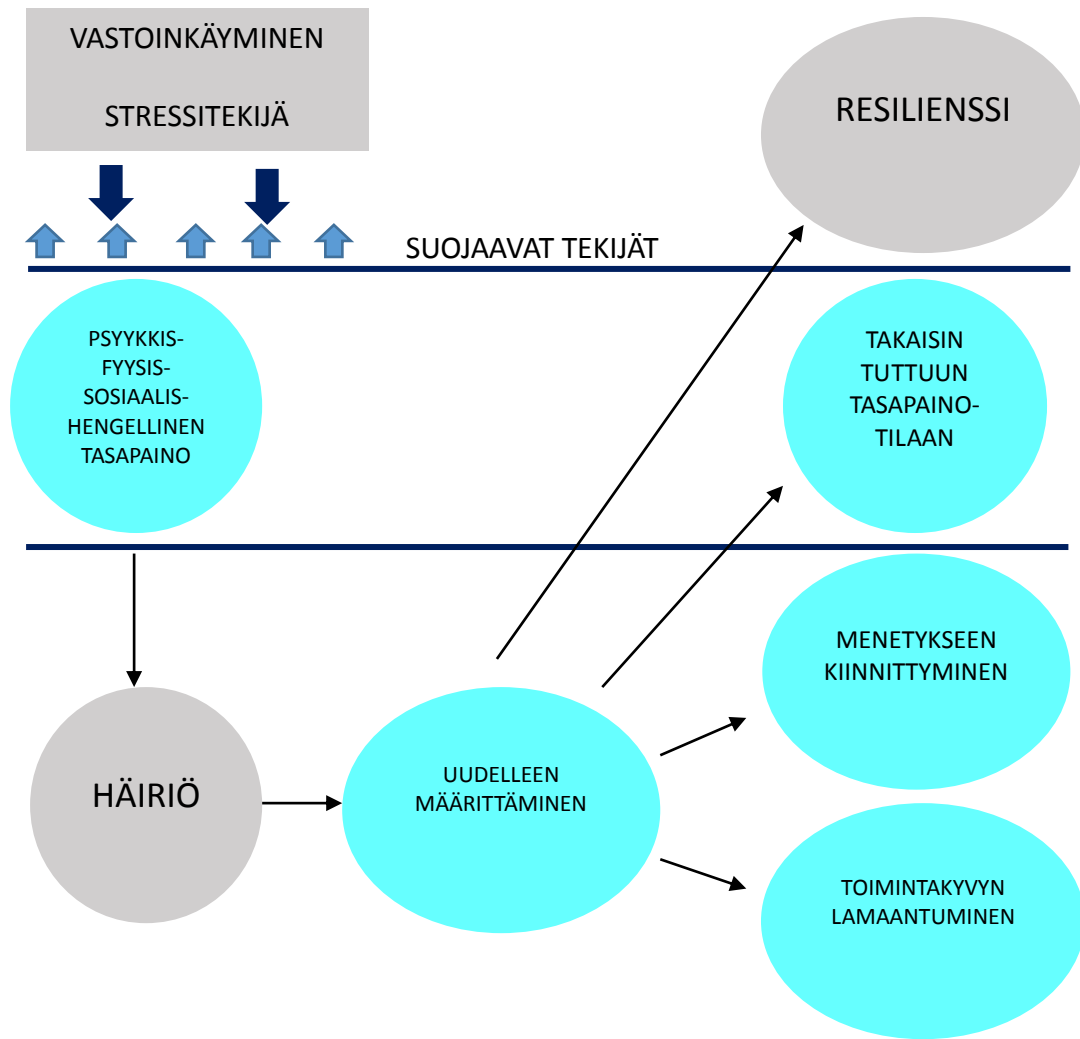 VASTOINKÄYMINEN
STRESSITEKIJÄ
RESILIENSSI
SUOJAAVAT TEKIJÄT
PSYYKKIS-
FYYSIS-
SOSIAALIS-
HENGELLINEN
TASAPAINO
TAKAISIN
TUTTUUN
TASAPAINO-
TILAAN
MENETYKSEEN
KIINNITTYMINEN
HÄIRIÖ
UUDELLEEN
MÄÄRITTÄMINEN
TOIMINTAKYVYN
LAMAANTUMINEN